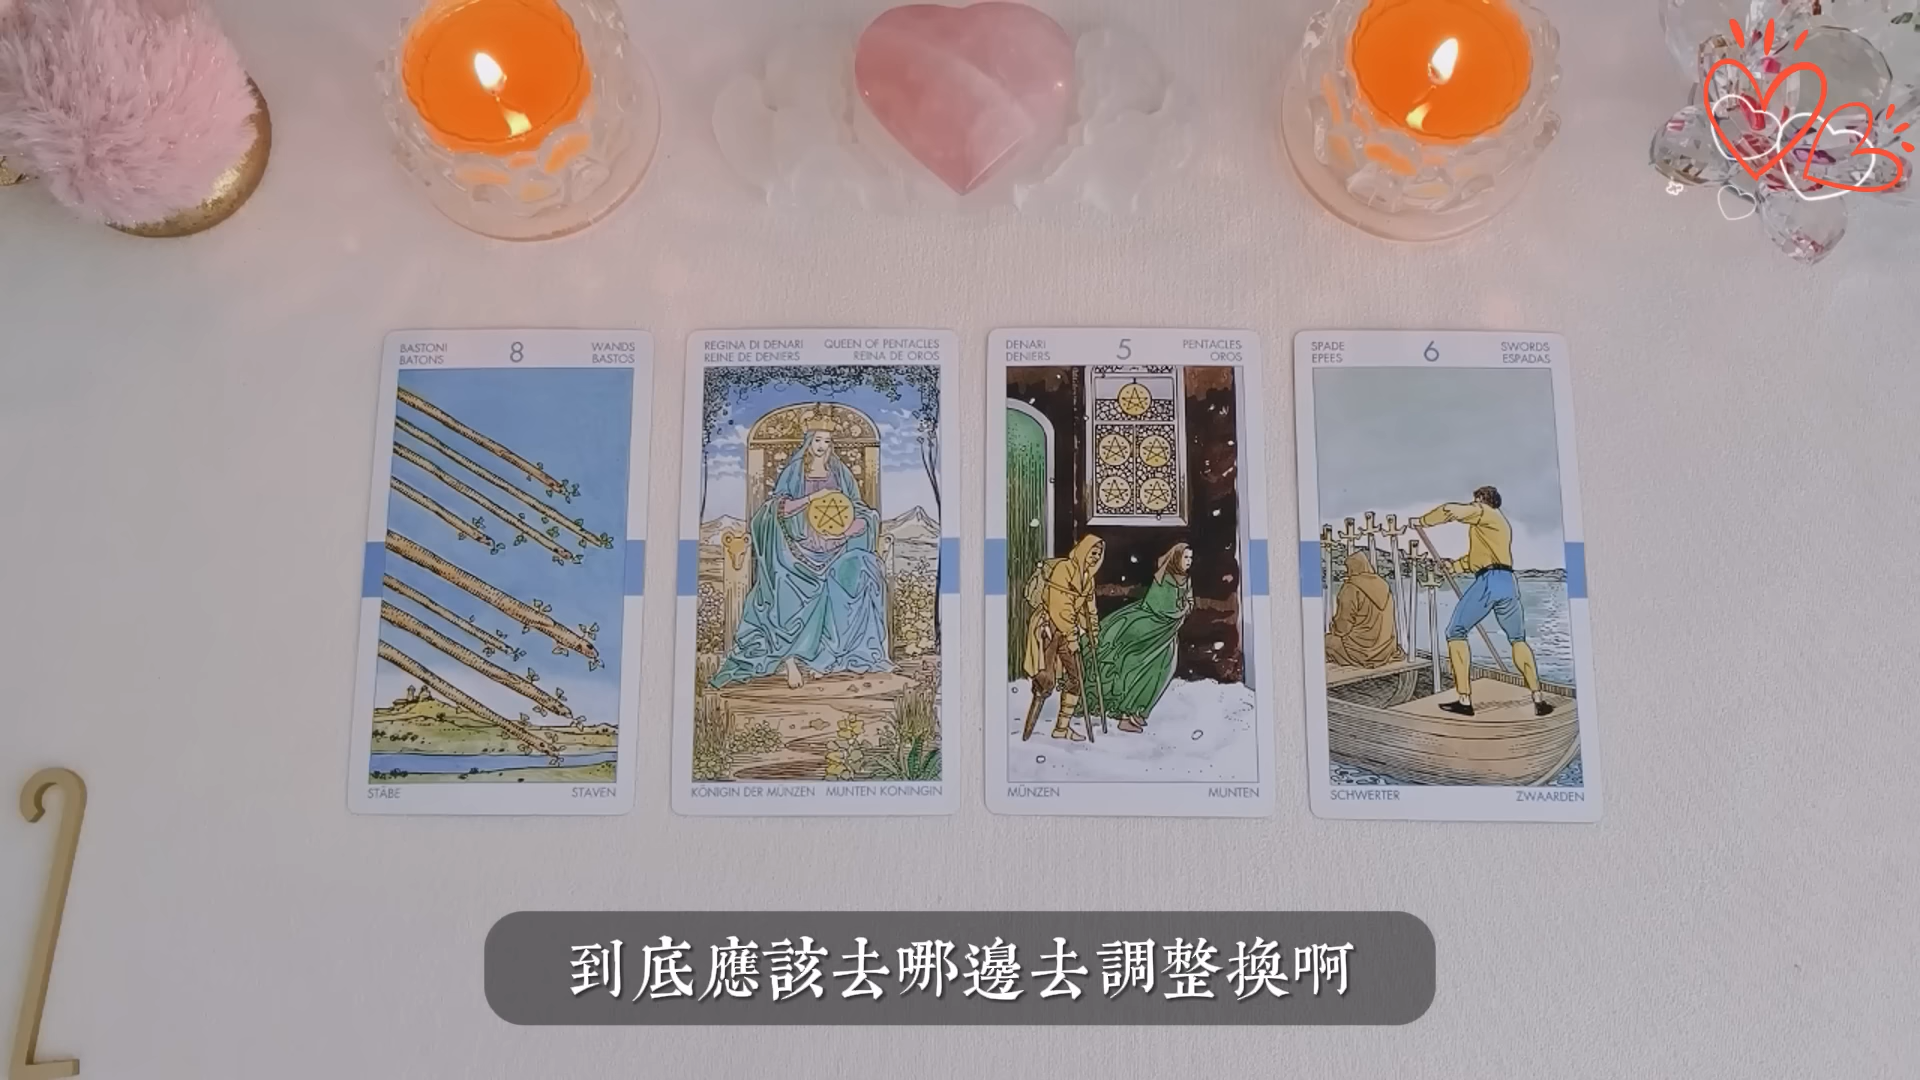 BASTONI 8 WANDS
BATONS BASTOS
STÄBE STAVEN
REGINA DI DENARI QUEEN OF PENTACLES
REINE DE DENIERS REINA DE OROS
KÖNIGIN DER MÜNZEN MUNTEN KONINGIN
DENARI 5 PENTACLES
DENIERS OROS
MÜNZEN MUNTEN
SPADE 6 SWORDS
EPEES ESPADAS
SCHWERTER ZWAARDEN
2
到底應該去哪邊去調整換啊